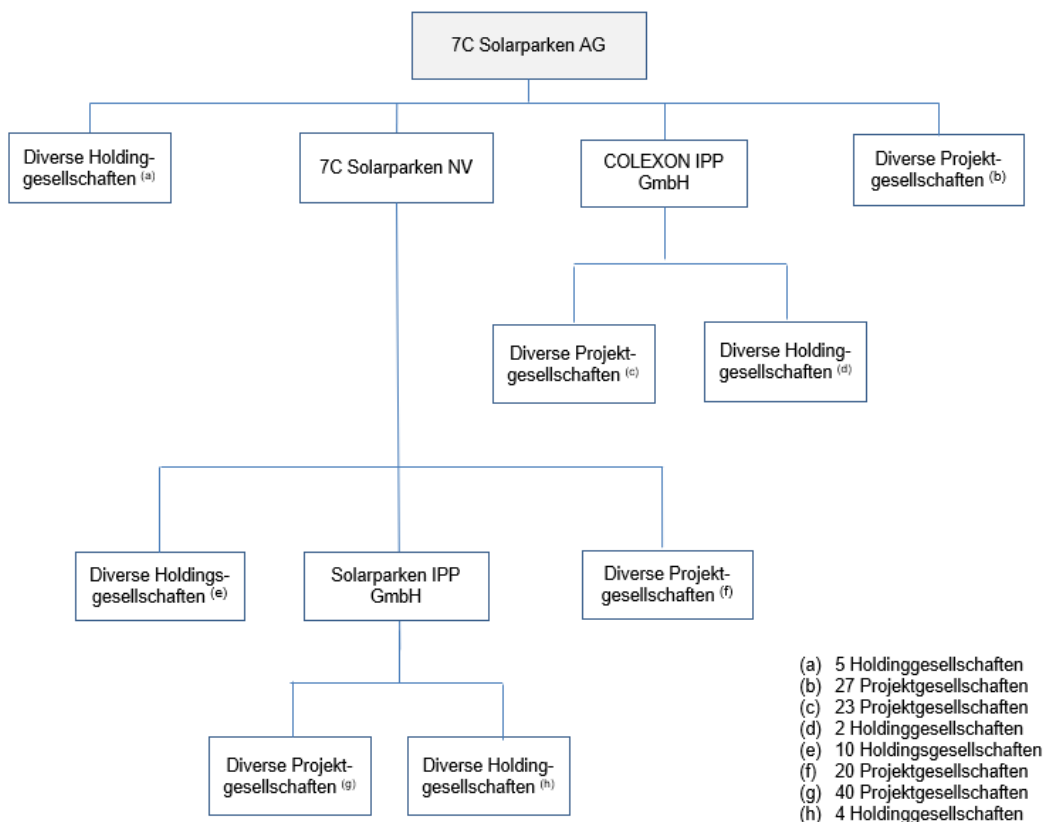 7C Solarparken AG
Diverse Holding-
gesellschaften (a)
7C Solarparken NV
COLEXON IPP
GmbH
Diverse Projekt-
gesellschaften (b)
Diverse Projekt-
gesellschaften (c)
Diverse Holding-
gesellschaften (d)
Diverse Holdings-
gesellschaften (e)
Solarparken IPP
GmbH
Diverse Projekt-
gesellschaften (f)
Diverse Projekt-
gesellschaften (g)
Diverse Holding-
gesellschaften (h)
(a) 5 Holdinggesellschaften
(b) 27 Projektgesellschaften
(c) 23 Projektgesellschaften
(d) 2 Holdinggesellschaften
(e) 10 Holdingsgesellschaften
(f) 20 Projektgesellschaften
(g) 40 Projektgesellschaften
(h) 4 Holdinggesellschaften